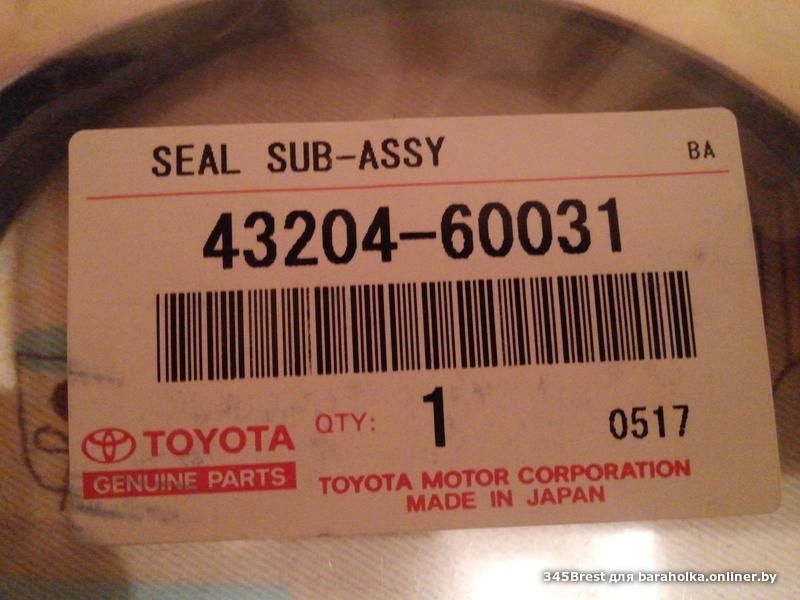 SEAL SUB-ASSY BA
43204-60031
TOYOTA QTY: 1 0517
GENUINE PARTS
TOYOTA MOTOR CORPORATION
MADE IN JAPAN
345Brest для baraholka.onliner.by